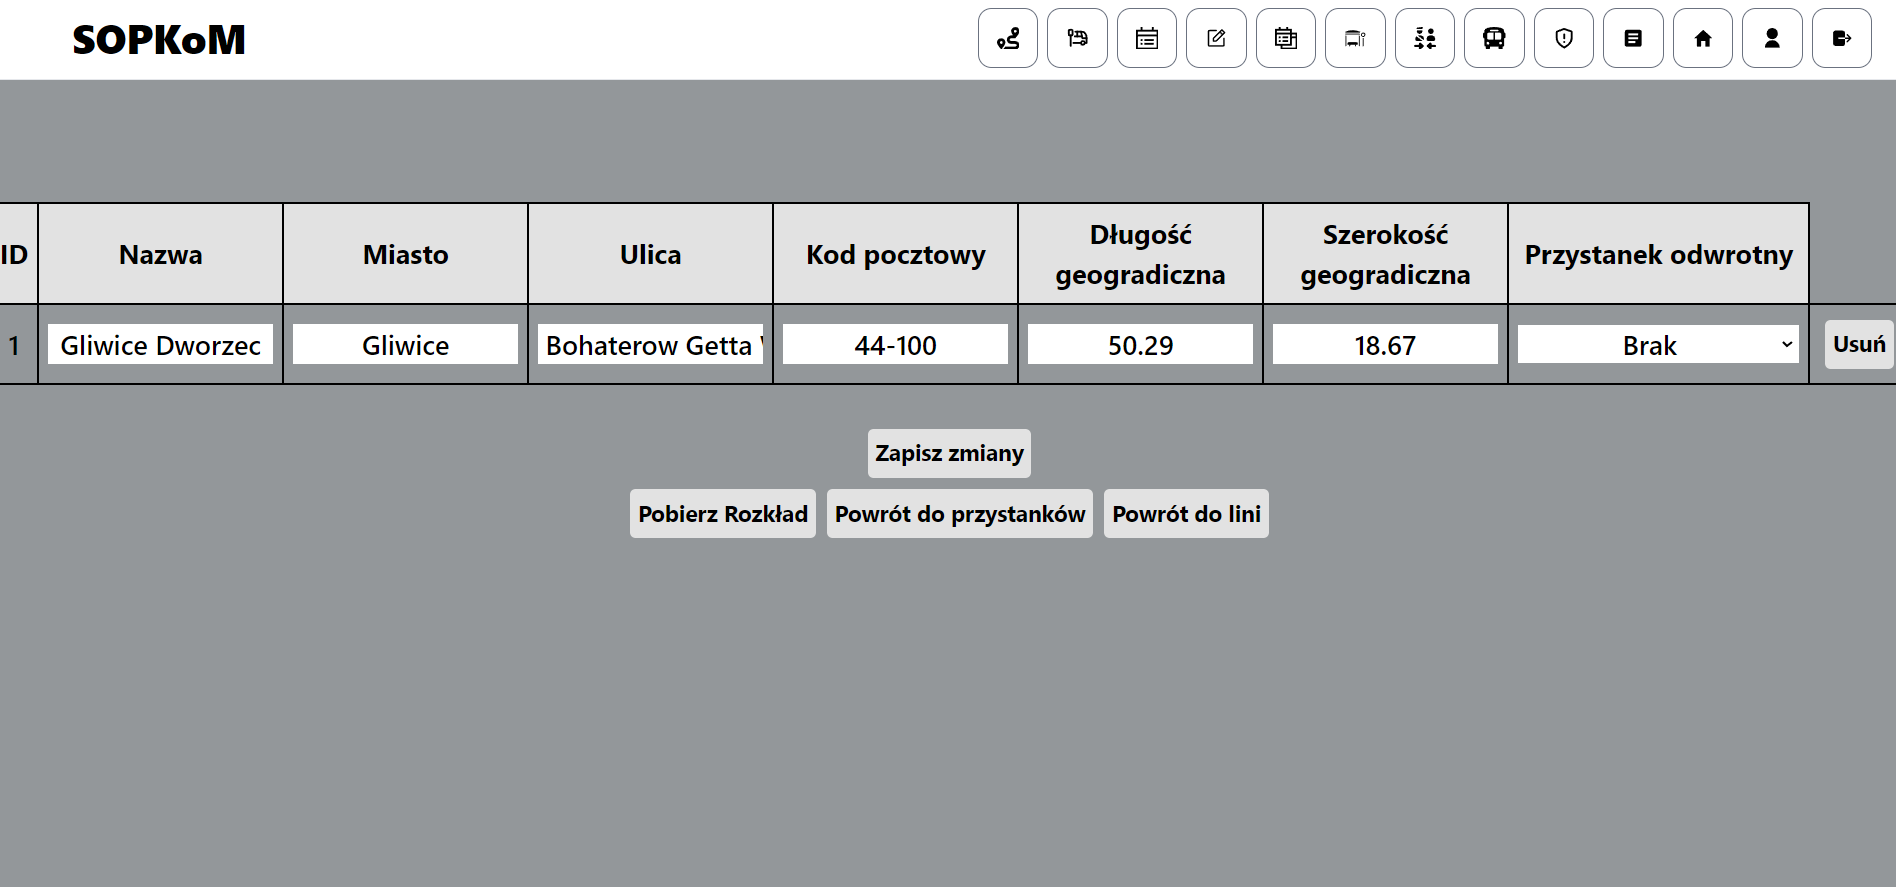 SOPKoM
ID Nazwa Miasto Ulica Kod pocztowy Długość geogradiczna Szerokość geogradiczna Przystanek odwrotny
1 Gliwice Dworzec Gliwice Bohaterow Getta 44-100 50.29 18.67 Brak Usuń
Zapisz zmiany
Pobierz Rozkład Powrót do przystanków Powrót do lini